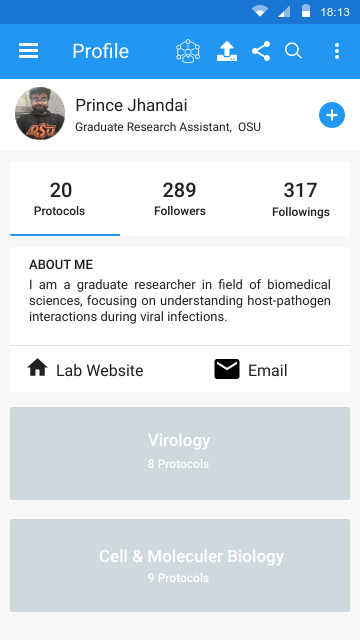 18:13
Profile
OSU
Prince Jhandai
Graduate Research Assistant, OSU
20
289
317
Protocols
Followers
Followings
ABOUT ME
I am a graduate researcher in field of biomedical
sciences, focusing on understanding host-pathogen
interactions during viral infections.
Lab Website
Email
Virology
8 Protocols
Cell & Moleculer Biology
9 Protocols